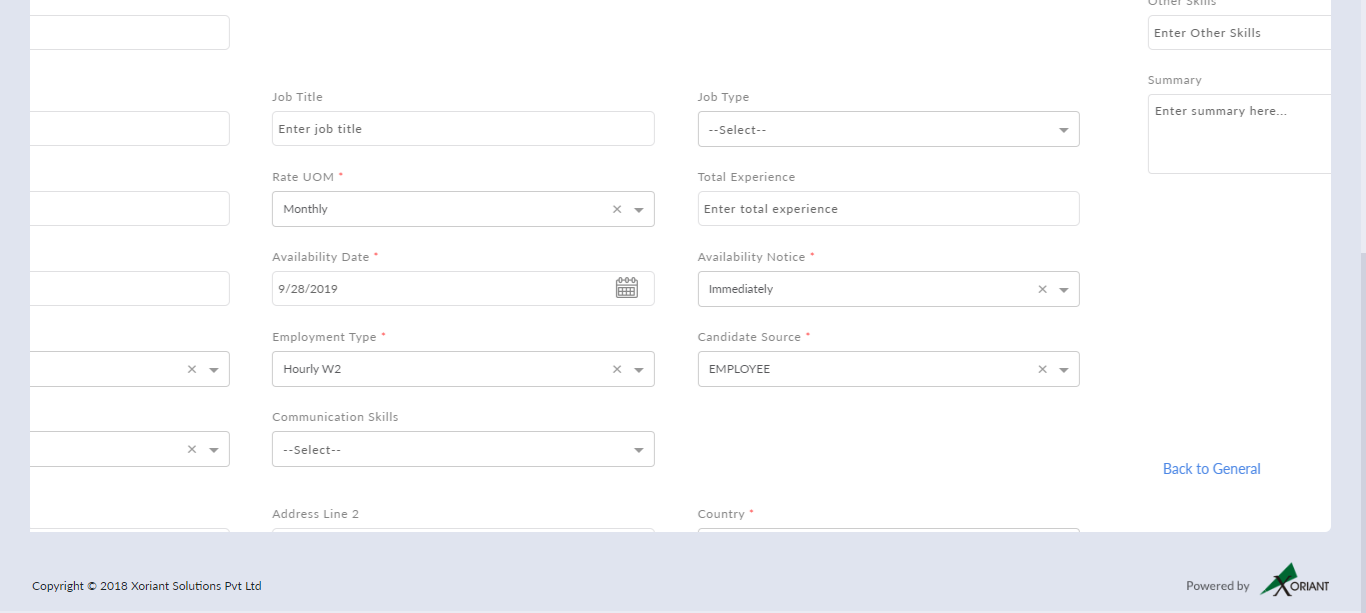 Other Skills
Enter Other Skills
Summary
Enter summary here...
Job Title
Job Type
Enter job title
--Select--
Rate UOM *
Total Experience
Monthly
Enter total experience
Availability Date *
Availability Notice *
9/28/2019
Immediately
Employment Type *
Candidate Source *
Hourly W2
EMPLOYEE
Communication Skills
--Select--
Back to General
Address Line 2
Country *
Copyright © 2018 Xoriant Solutions Pvt Ltd
Powered by XORIANT